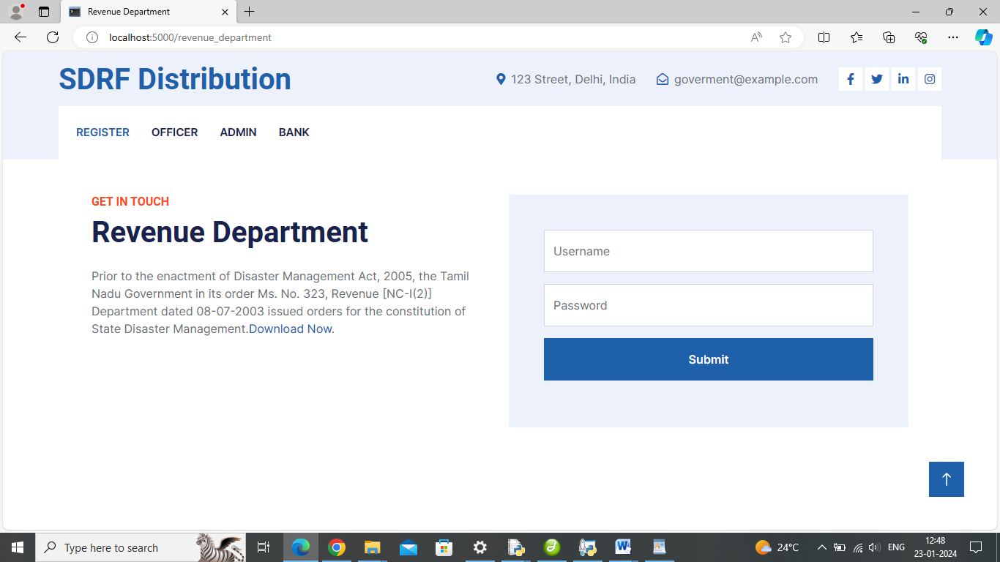 Revenue Department
localhost:5000/revenue_department
SDRF Distribution
123 Street, Delhi, India
goverment@example.com
REGISTER OFFICER ADMIN BANK
GET IN TOUCH
Revenue Department
Prior to the enactment of Disaster Management Act, 2005, the Tamil
Nadu Government in its order Ms. No. 323, Revenue [NC-I(2)]
Department dated 08-07-2003 issued orders for the constitution of
State Disaster Management.Download Now.
Username
Password
Submit
Type here to search
24°C
ENG
12:48
23-01-2024